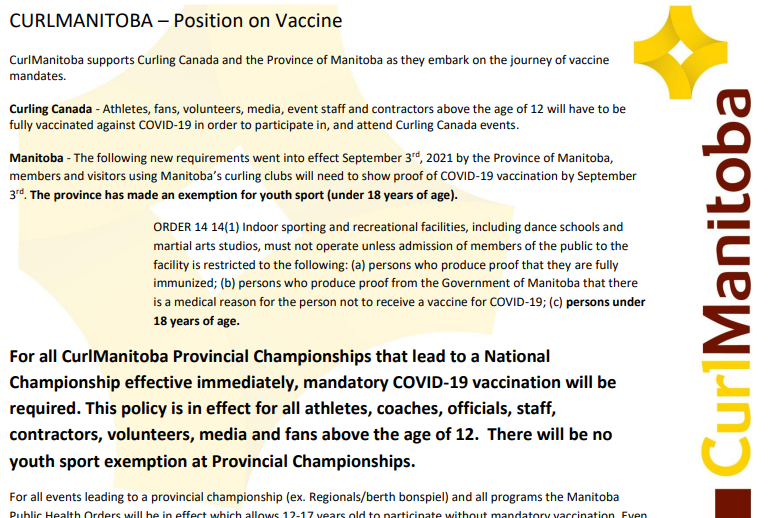 CURLMANITOBA – Position on Vaccine
CurlManitoba supports Curling Canada and the Province of Manitoba as they embark on the journey of vaccine
mandates.
Curling Canada - Athletes, fans, volunteers, media, event staff and contractors above the age of 12 will have to be
fully vaccinated against COVID-19 in order to participate in, and attend Curling Canada events.
Manitoba - The following new requirements went into effect September 3rd, 2021 by the Province of Manitoba,
members and visitors using Manitoba's curling clubs will need to show proof of COVID-19 vaccination by September
3rd. The province has made an exemption for youth sport (under 18 years of age).
ORDER 14 14(1) Indoor sporting and recreational facilities, including dance schools and
martial arts studios, must not operate unless admission of members of the public to the
facility is restricted to the following: (a) persons who produce proof that they are fully
immunized; (b) persons who produce proof from the Government of Manitoba that there
is a medical reason for the person not to receive a vaccine for COVID-19; (c) persons under
18 years of age.
For all CurlManitoba Provincial Championships that lead to a National
Championship effective immediately, mandatory COVID-19 vaccination will be
required. This policy is in effect for all athletes, coaches, officials, staff,
contractors, volunteers, media and fans above the age of 12.  There will be no
youth sport exemption at Provincial Championships.
For all events leading to a provincial championship (ex. Regionals/berth bonspiel) and all programs the Manitoba
Public Health Orders will be in effect which allows 12-17 years old to participate without mandatory vaccination. Even
CurlManitoba